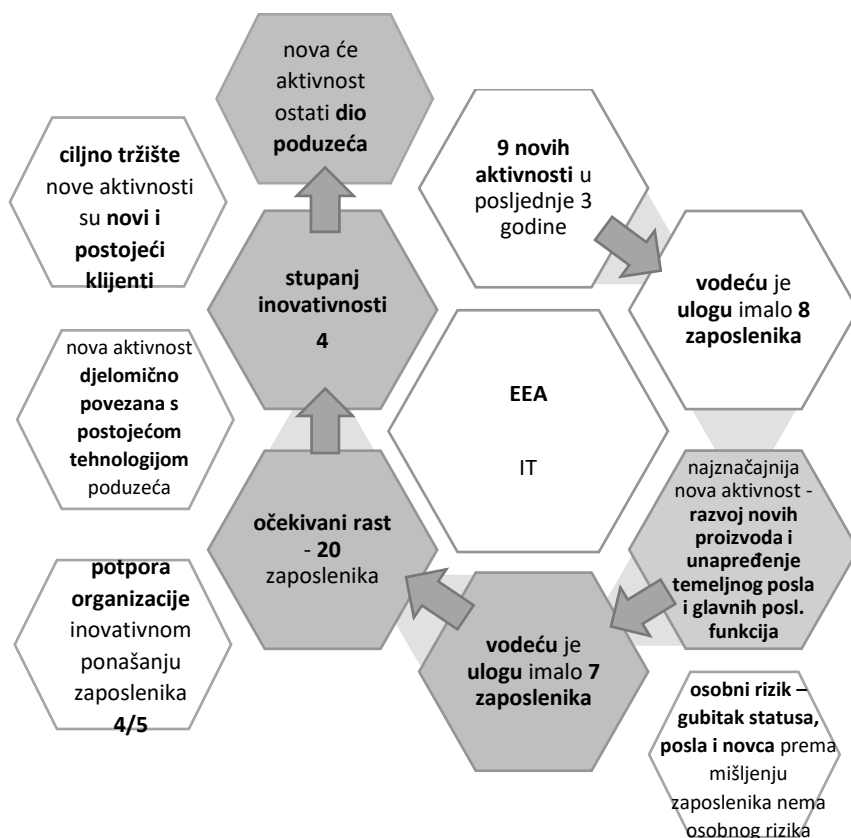 nova će
aktivnost
ostati dio
poduzeća
9 novih
aktivnosti u
posljednje 3
godine
ciljno tržište
nove aktivnosti
su novi i
postojeći
klijenti
stupanj
inovativnosti
4
vodeću je
ulogu imalo 8
zaposlenika
nova aktivnost
djelomično
povezana s
postojećom
tehnologijom
poduzeća
EEA
IT
najznačajnija
nova aktivnost -
razvoj novih
proizvoda i
unapređenje
temeljnog posla
i glavnih posl.
funkcija
očekivani rast
- 20
zaposlenika
potpora
organizacije
inovativnom
ponašanju
zaposlenika
4/5
vodeću je
ulogu imalo 7
zaposlenika
osobni rizik –
gubitak statusa,
posla i novca prema
mišljenju
zaposlenika nema
osobnog rizika